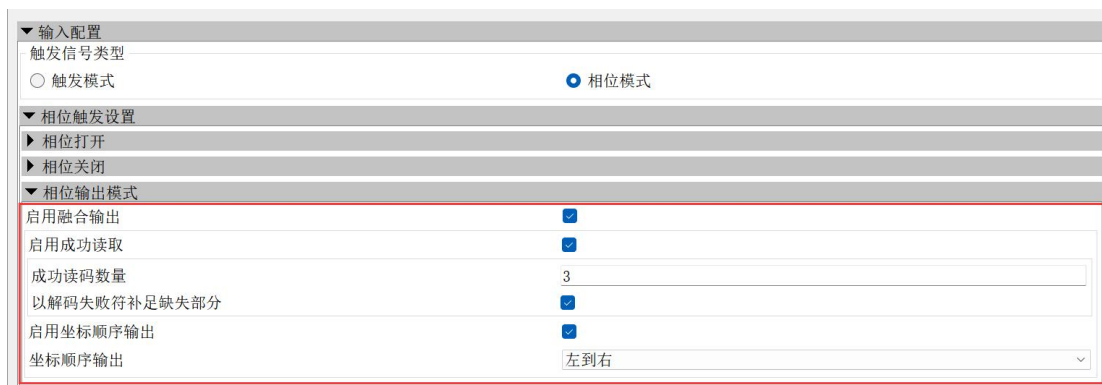 输入配置
触发信号类型
触发模式 相位模式
相位触发设置
相位打开
相位关闭
相位输出模式
启用融合输出
启用成功读取
成功读码数量 3
以解码失败符补足缺失部分
启用坐标顺序输出
坐标顺序输出 左到右